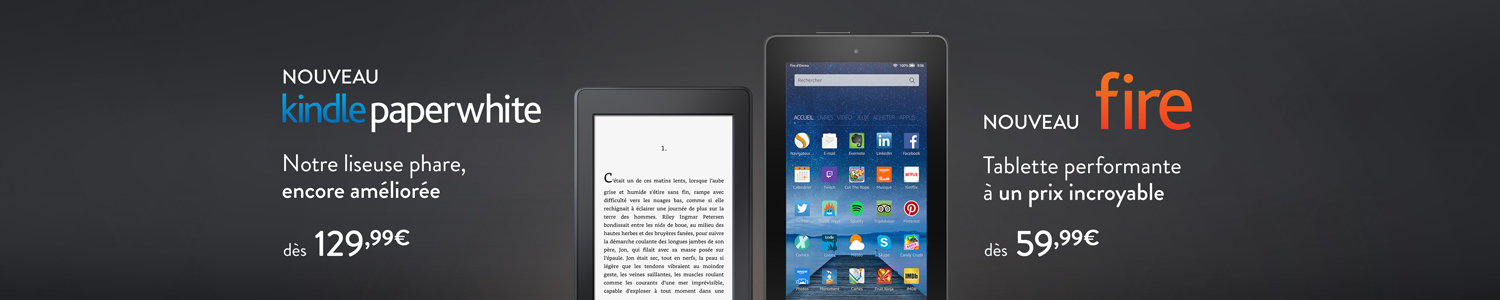 NOUVEAU
kindle paperwhite
Notre liseuse phare,
encore améliorée
dès 129,99€
1.
C'était un de ces matins lents, lorsque l'aube
grise et humide s'étire sans fin, rampe avec
difficulté vers les nuages bas, comme si elle
rechignait à éclairer une journée de plus sur la
terre des hommes. Riley Ingmar Petersen
bondissait entre les nids de boue, au milieu des
hautes herbes et des bruyères fanées, pour suivre
la démarche coulante des longues jambes de son
père, Jon, qui filait avec sa masse posée sur
l'épaule. Jon était sec, tout en nerfs, la peau si
légère que les tendons vibraient au moindre
geste, les veines saillantes, les muscles roulant
comme les courants d'une mer imprévisible,
capable d'exploser à tout moment dans une
Rechercher
ACCUEIL LIVRES VIDÉO JEUX ACHETER APPLIS
E-mail Evernote LinkedIn Facebook
Calendrier Twitch Cut The Rope Musique Netflix
Twitter Spotify Pinterest
Skype Candy Crush
Photos Fruit Ninja IMDb
NOUVEAU fire
Tablette performante
à un prix incroyable
dès 59,99€